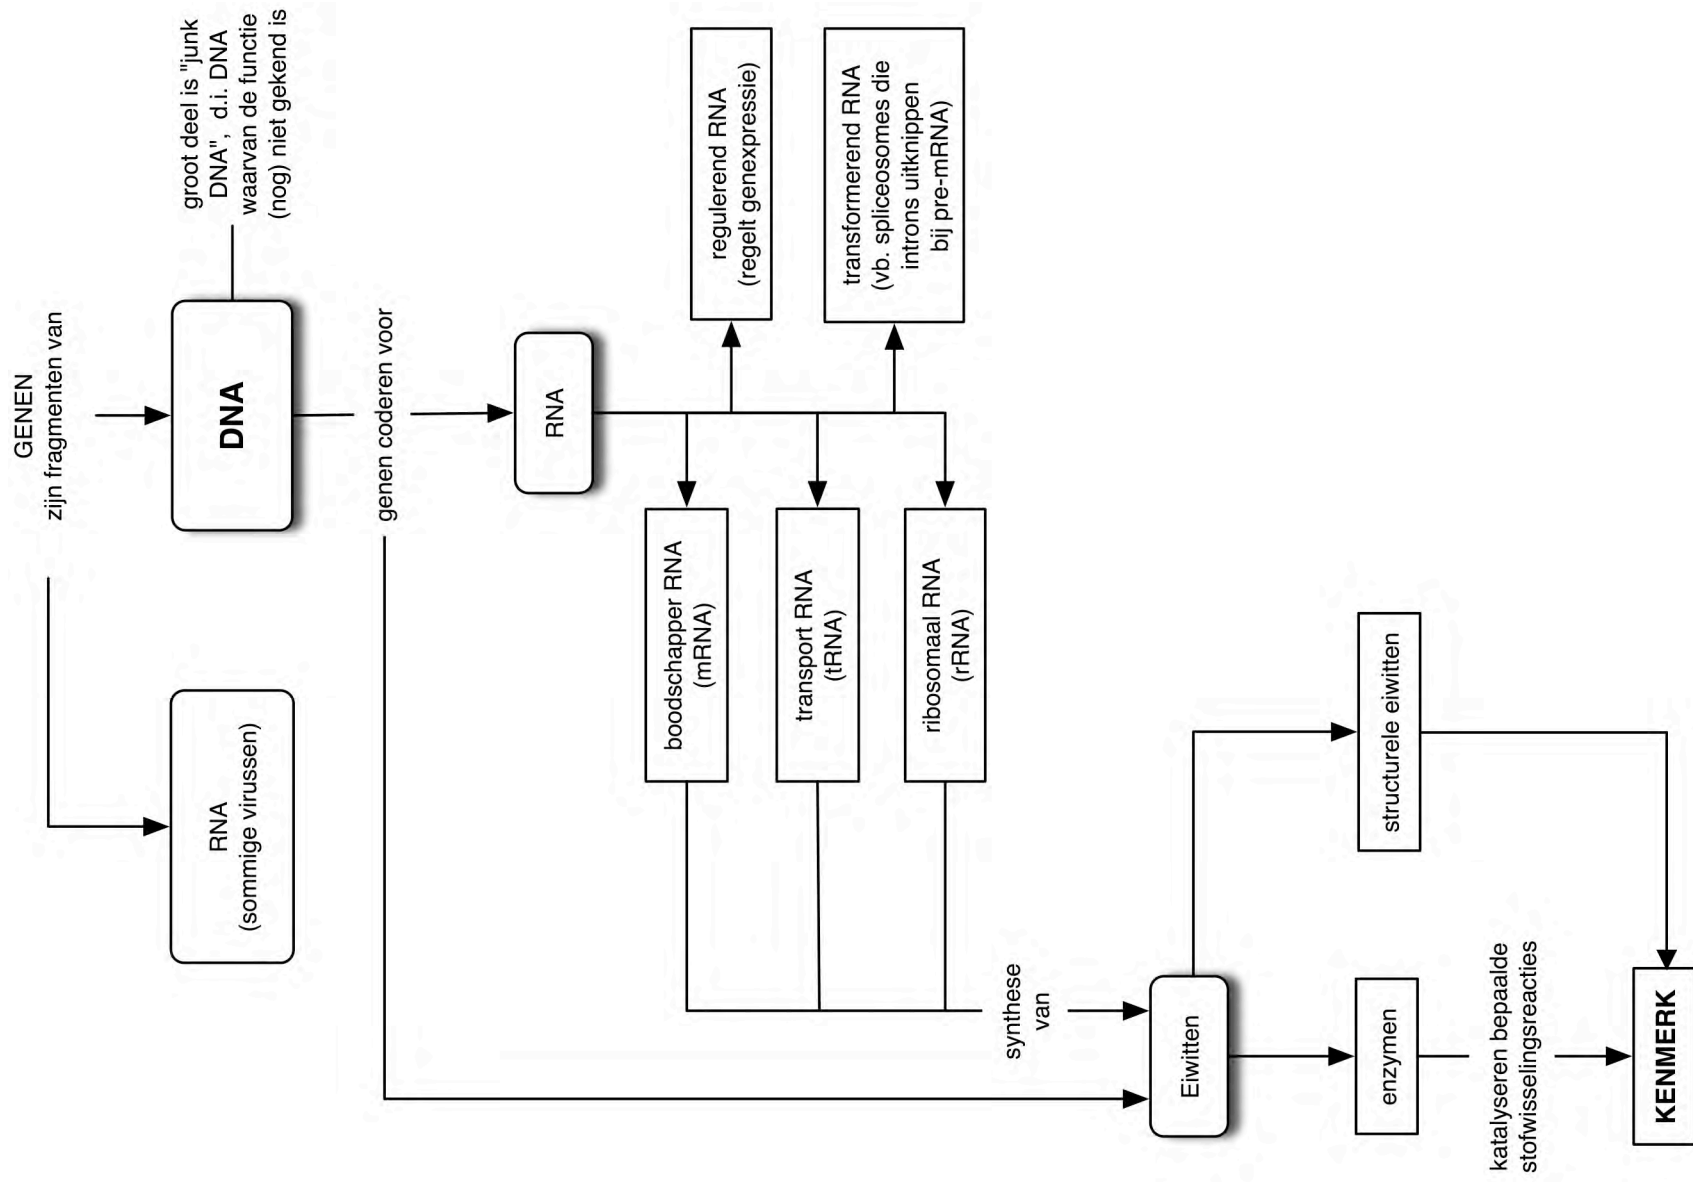 GENEN
zijn fragmenten van
RNA
(sommige virussen)
DNA
groot deel is "junk
DNA", d.i. DNA
waarvan de functie
(nog) niet gekend is
genen coderen voor
RNA
boodschapper RNA
(mRNA)
regulerend RNA
(regelt genexpressie)
transport RNA
(tRNA)
transformerend RNA
(vb. spliceosomes die
introns uitknippen
bij pre-mRNA)
ribosomaal RNA
(rRNA)
synthese
van
Eiwitten
enzymen
structurele eiwitten
katalyseren bepaalde
stofwisselingsreacties
KENMERK